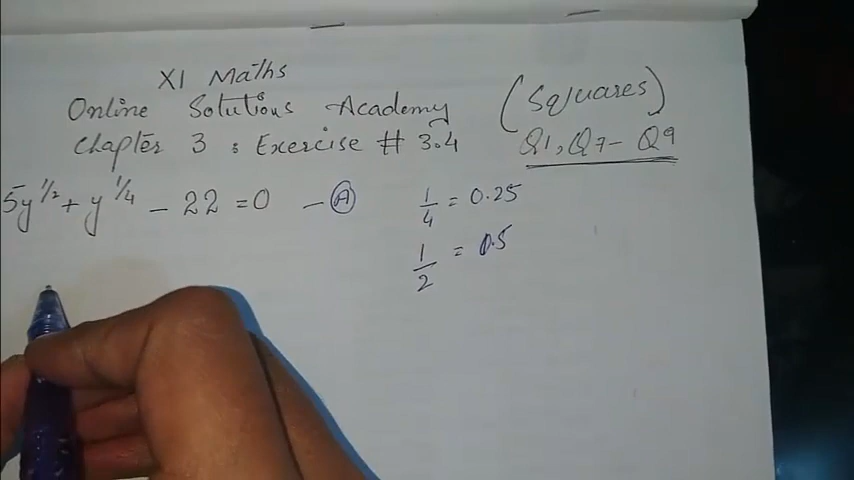 XI Maths
Online Solutions Academy (Squares)
Chapter 3 : Exercise # 3.4 Q1, Q7 - Q9
5y^1/2 + y^1/4 - 22 = 0 - (A) 1/4 = 0.25
1/2 = 0.5